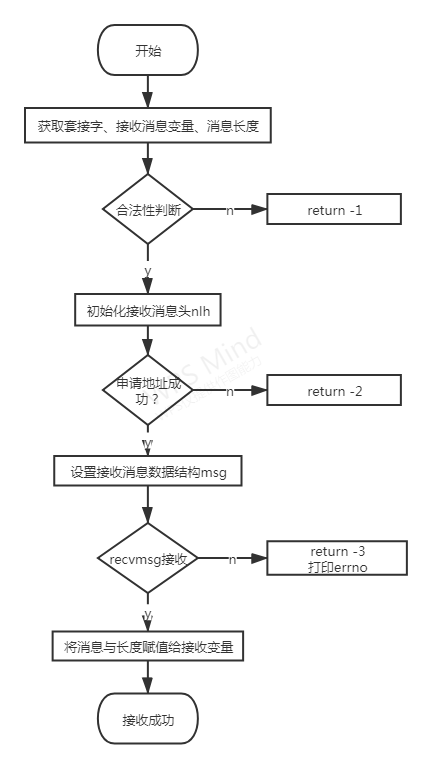 开始
获取套接字、接收消息变量、消息长度
合法性判断
n
return -1
y
初始化接收消息头nlh
申请地址成
功？
n
return -2
y
设置接收消息数据结构msg
recvmsg接收
n
return -3
打印errno
y
将消息与长度赋值给接收变量
接收成功